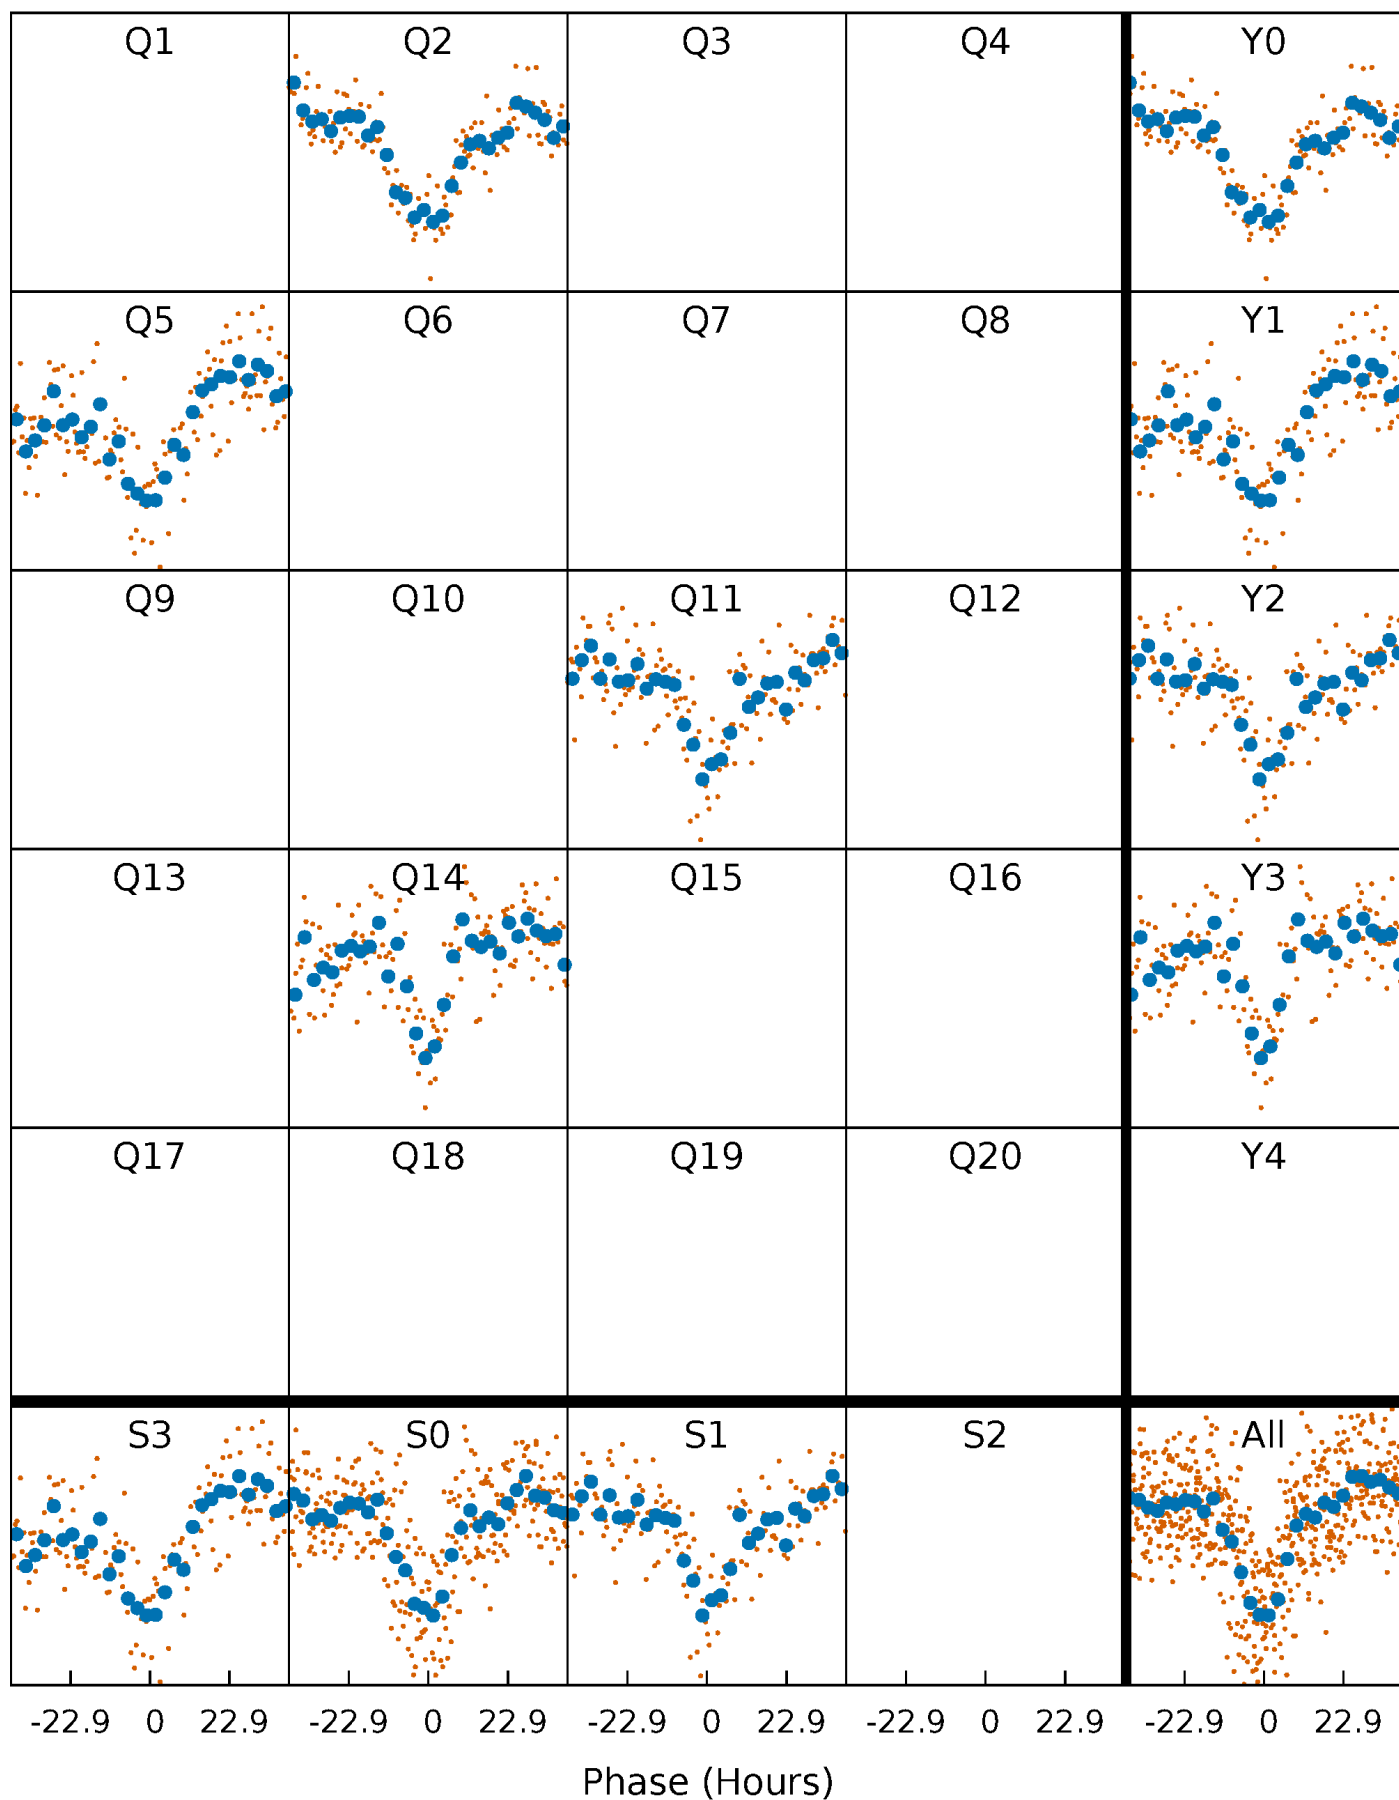 Q1 Q2 Q3 Q4 Y0
Q5 Q6 Q7 Q8 Y1
Q9 Q10 Q11 Q12 Y2
Q13 Q14 Q15 Q16 Y3
Q17 Q18 Q19 Q20 Y4
S3 S0 S1 S2 All
-22.9 0 22.9 -22.9 0 22.9 -22.9 0 22.9 -22.9 0 22.9 -22.9 0 22.9
Phase (Hours)